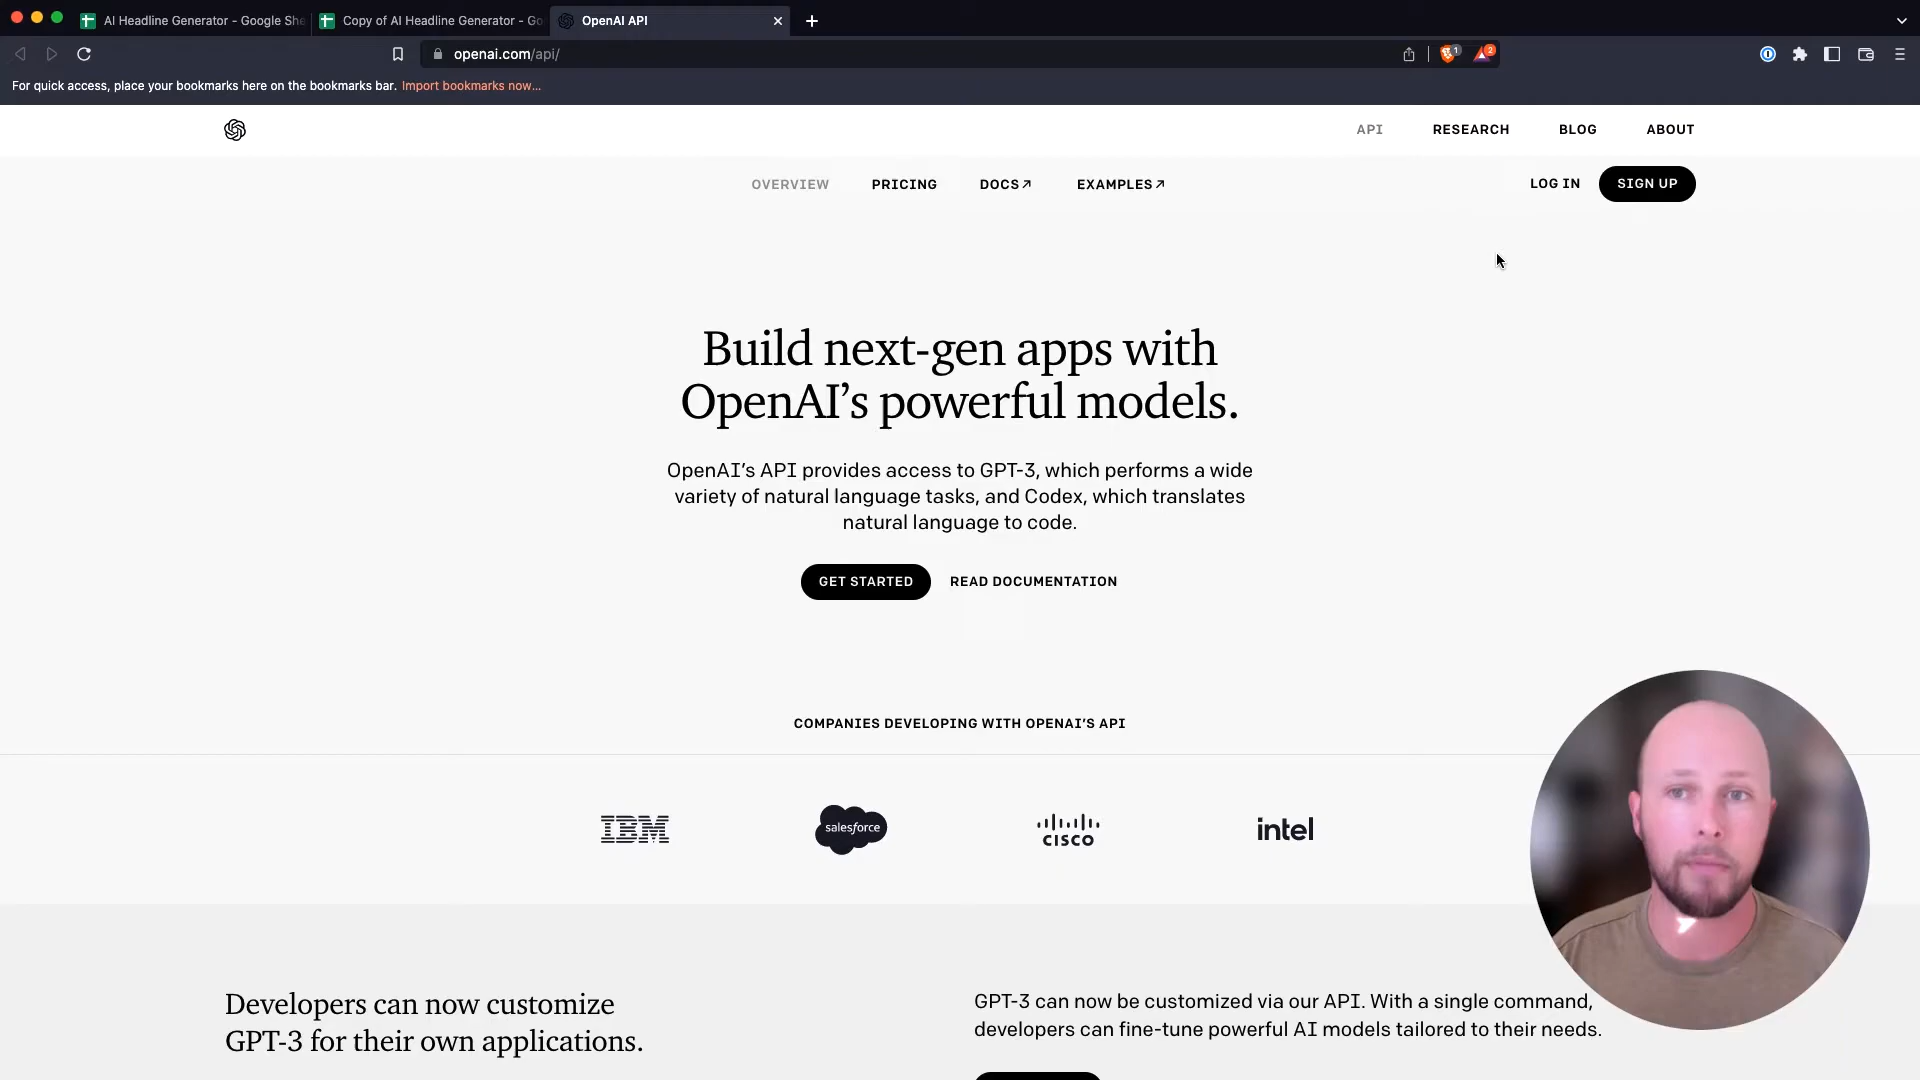 AI Headline Generator - Google She
Copy of AI Headline Generator - Go
OpenAI API
openai.com/api/
1
2
For quick access, place your bookmarks here on the bookmarks bar. Import bookmarks now...
API
RESEARCH
BLOG
ABOUT
OVERVIEW
PRICING
DOCS↗
EXAMPLES↗
LOG IN
SIGN UP
Build next-gen apps with
OpenAI’s powerful models.
OpenAI’s API provides access to GPT-3, which performs a wide
variety of natural language tasks, and Codex, which translates
natural language to code.
GET STARTED
READ DOCUMENTATION
COMPANIES DEVELOPING WITH OPENAI’S API
IBM
salesforce
CISCO
intel
Developers can now customize
GPT-3 for their own applications.
GPT-3 can now be customized via our API. With a single command,
developers can fine-tune powerful AI models tailored to their needs.